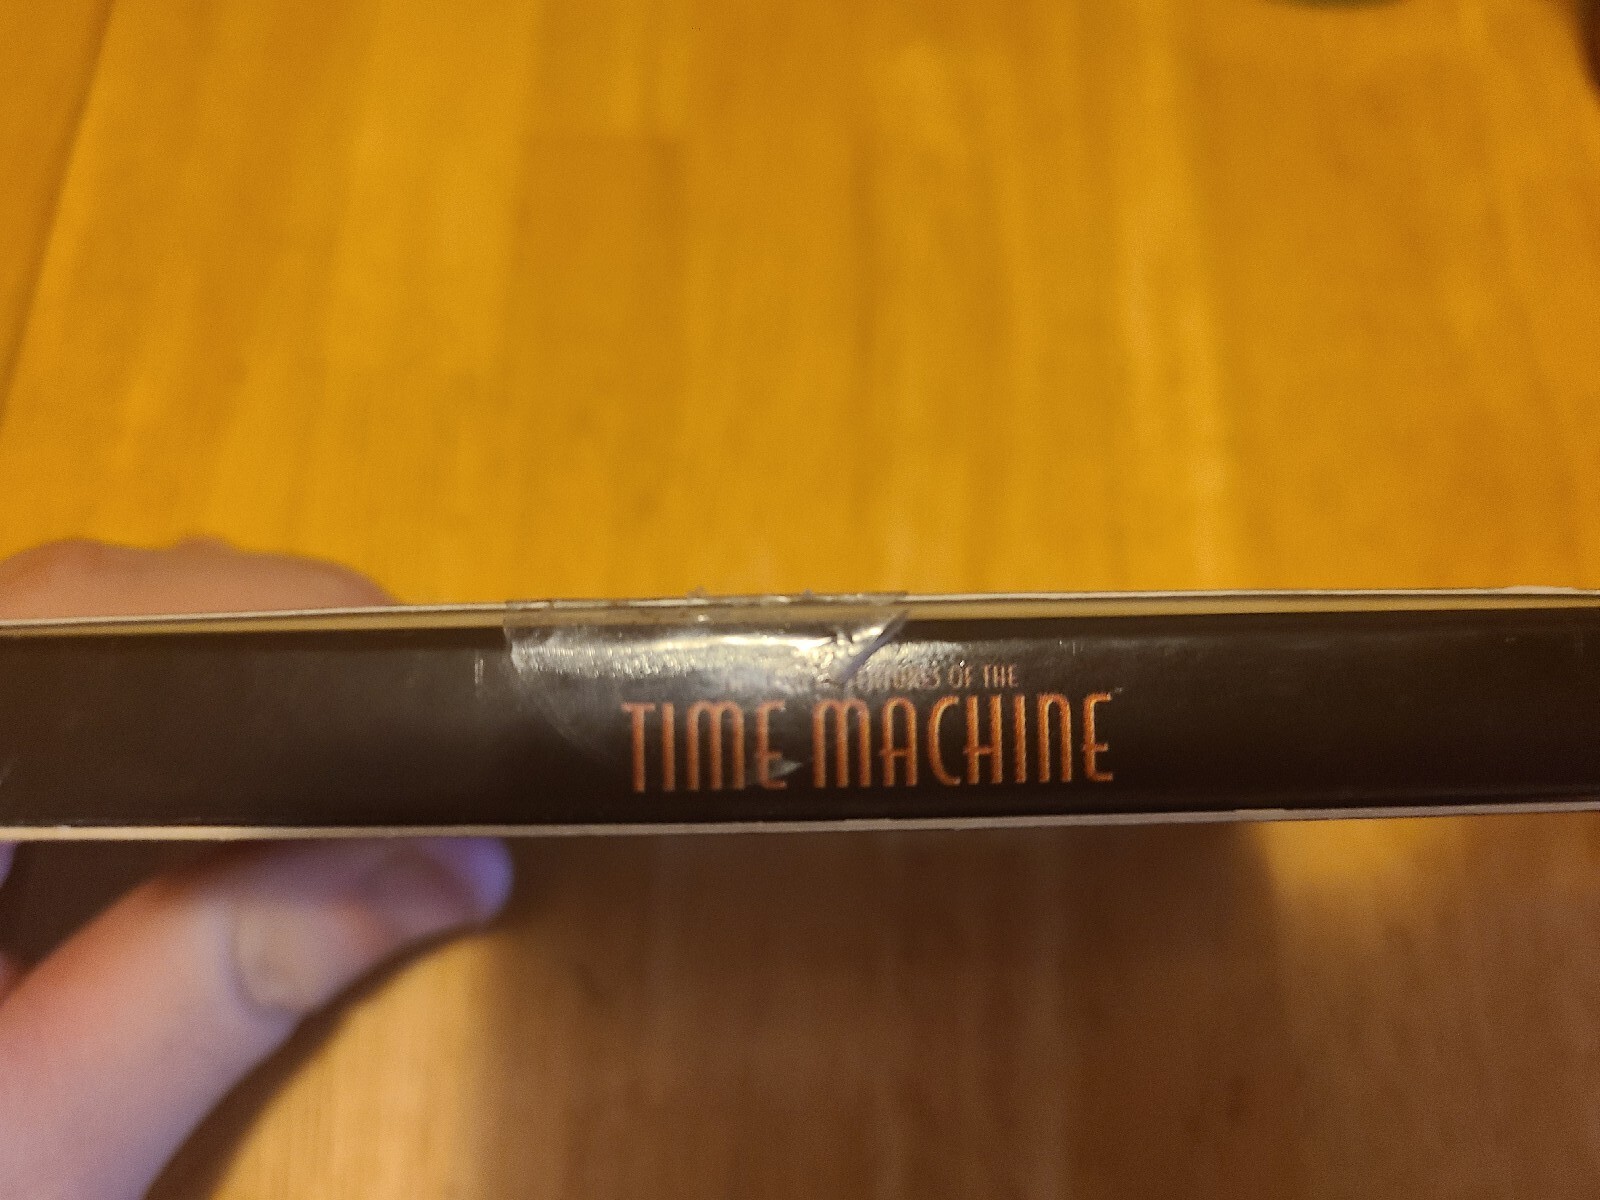 OF THE
TIME MACHINE